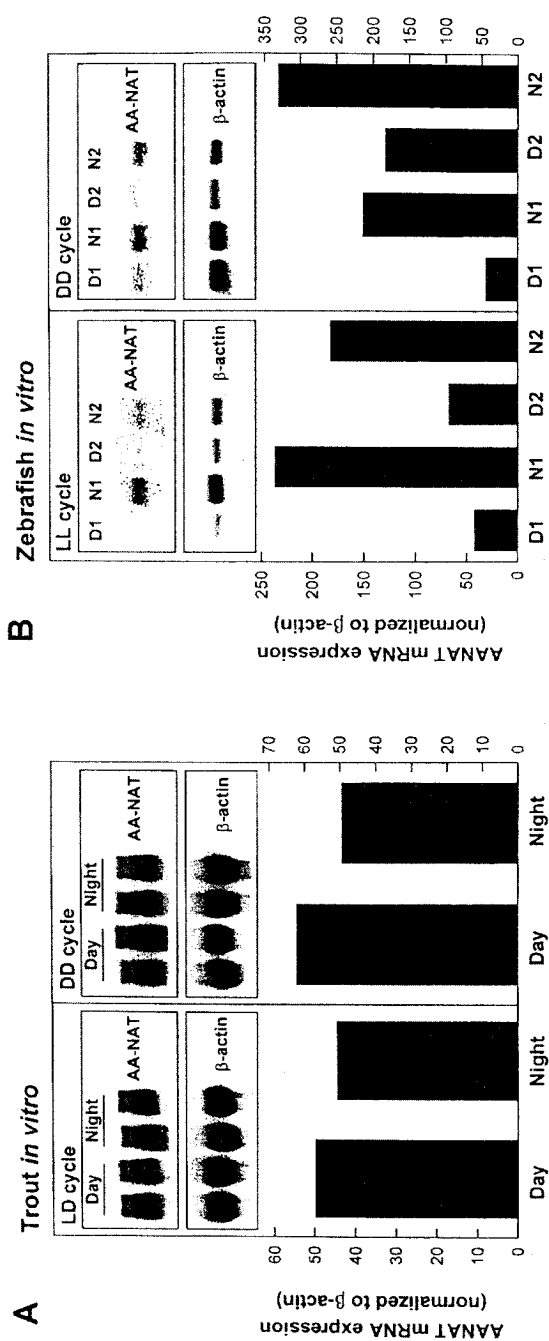 A
Trout in vitro
LD cycle
Day Night
AA-NAT
β-actin
DD cycle
Day Night
AA-NAT
β-actin
AANAT mRNA expression
(normalized to β-actin)
60
50
40
30
20
10
0
70
60
50
40
30
20
10
0
Day Night Day Night
B
Zebrafish in vitro
LL cycle
D1 N1 D2 N2
AA-NAT
β-actin
DD cycle
D1 N1 D2 N2
AA-NAT
β-actin
AANAT mRNA expression
(normalized to β-actin)
250
200
150
100
50
0
350
300
250
200
150
100
50
0
D1 N1 D2 N2 D1 N1 D2 N2